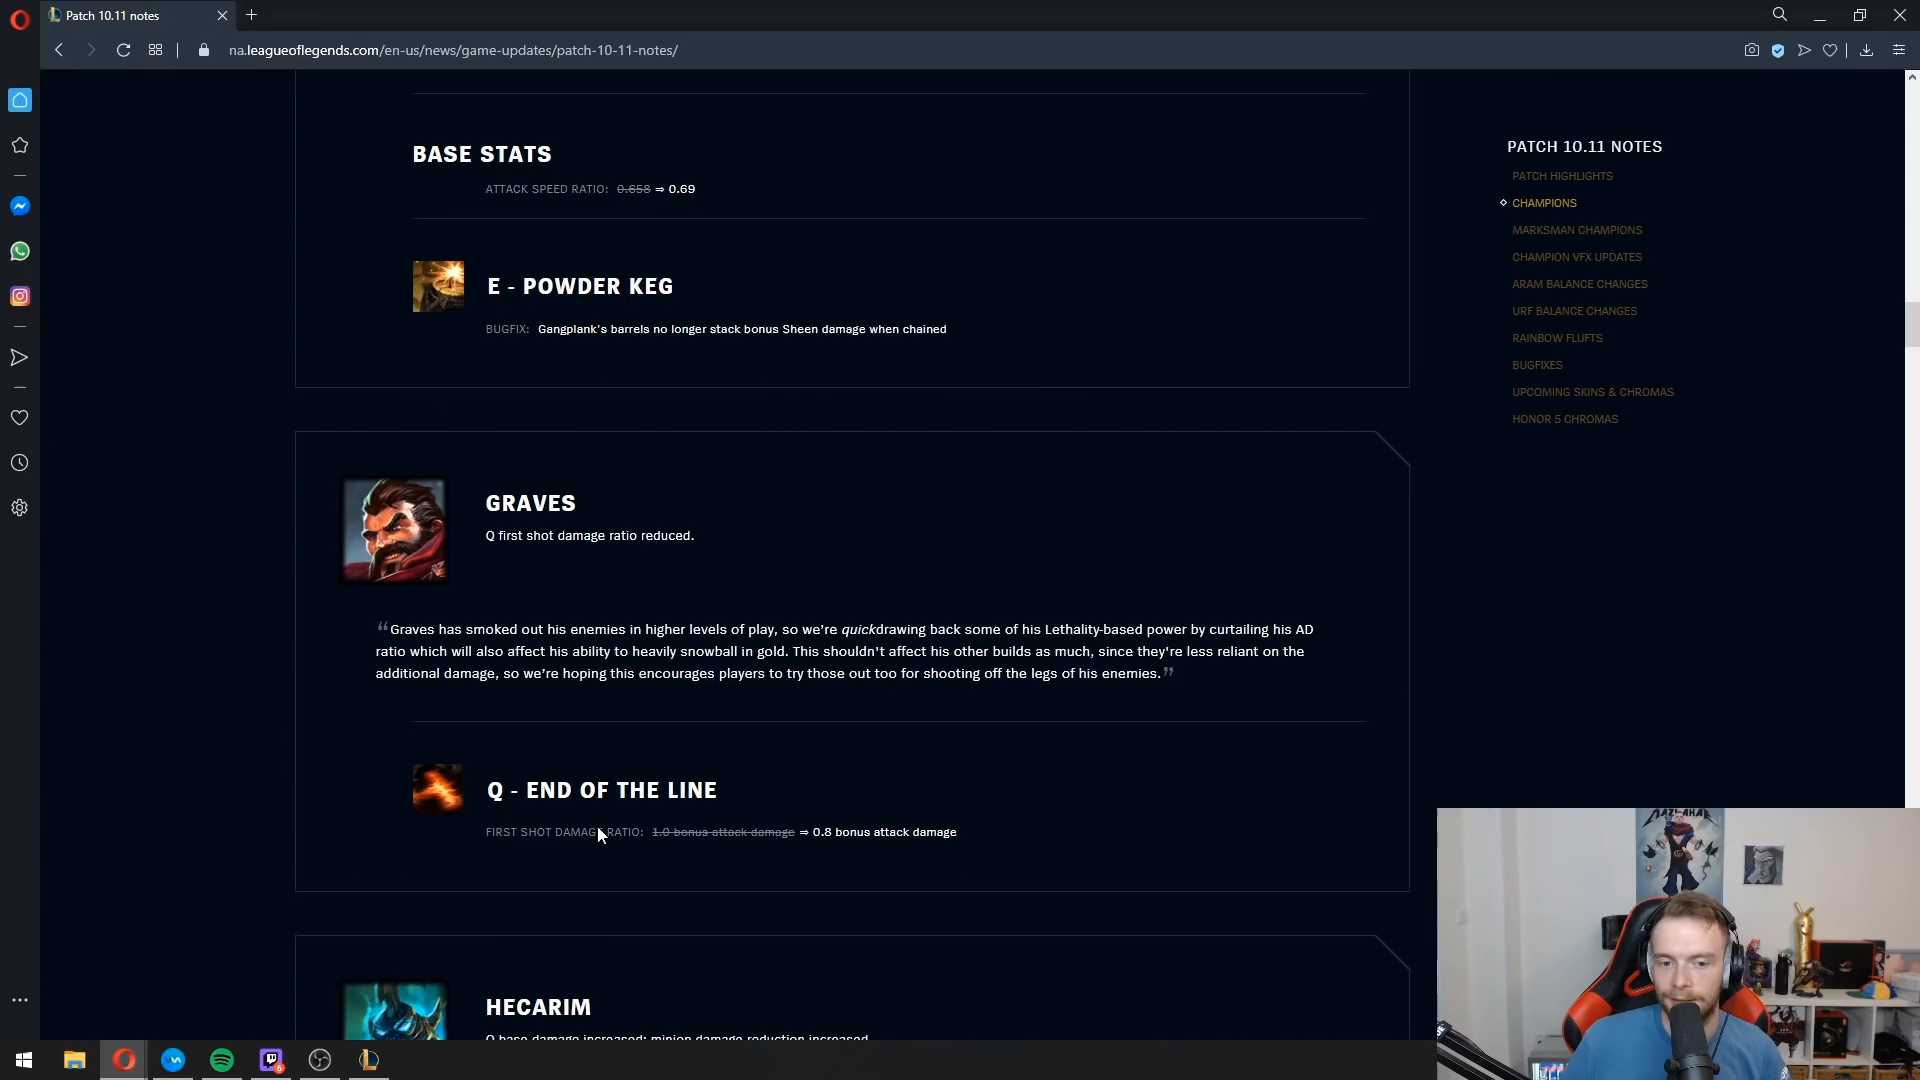 Patch 10.11 notes
na.leagueoflegends.com/en-us/news/game-updates/patch-10-11-notes/
BASE STATS
ATTACK SPEED RATIO: 0.658 ⇒ 0.69
E - POWDER KEG
BUGFIX: Gangplank's barrels no longer stack bonus Sheen damage when chained
GRAVES
Q first shot damage ratio reduced.
“Graves has smoked out his enemies in higher levels of play, so we're quickdrawing back some of his Lethality-based power by curtailing his AD
ratio which will also affect his ability to heavily snowball in gold. This shouldn't affect his other builds as much, since they're less reliant on the
additional damage, so we're hoping this encourages players to try those out too for shooting off the legs of his enemies.”
Q - END OF THE LINE
FIRST SHOT DAMAGE RATIO: 1.0 bonus attack damage ⇒ 0.8 bonus attack damage
HECARIM
Q base damage increased; minion damage reduction increased
PATCH 10.11 NOTES
PATCH HIGHLIGHTS
CHAMPIONS
MARKSMAN CHAMPIONS
CHAMPION VFX UPDATES
ARAM BALANCE CHANGES
URF BALANCE CHANGES
RAINBOW FLUFTS
BUGFIXES
UPCOMING SKINS & CHROMAS
HONOR 5 CHROMAS
6